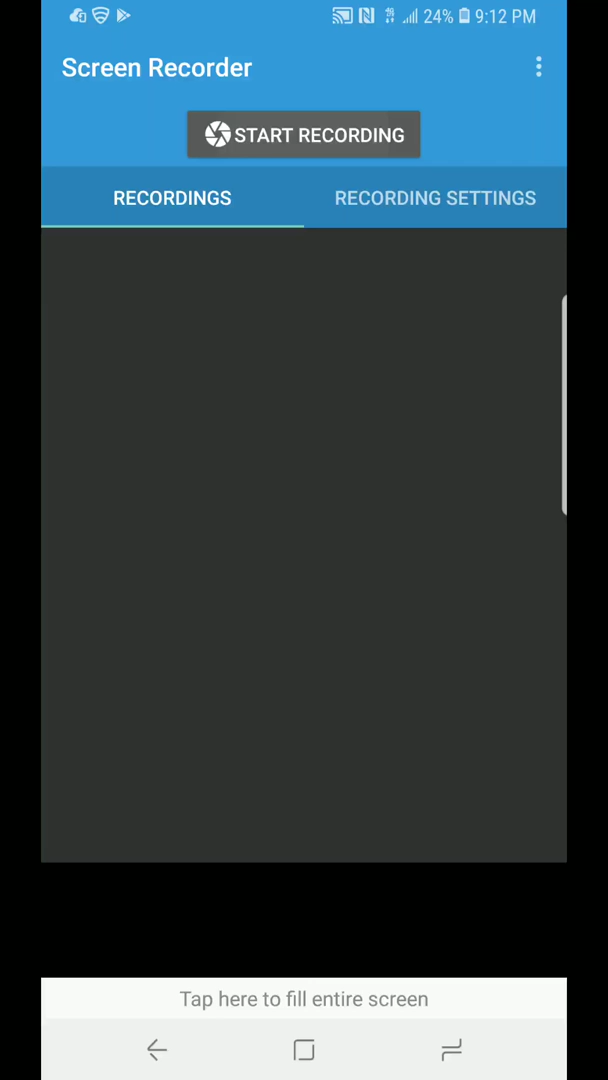 24% 9:12 PM
Screen Recorder
START RECORDING
RECORDINGS
RECORDING SETTINGS
Tap here to fill entire screen